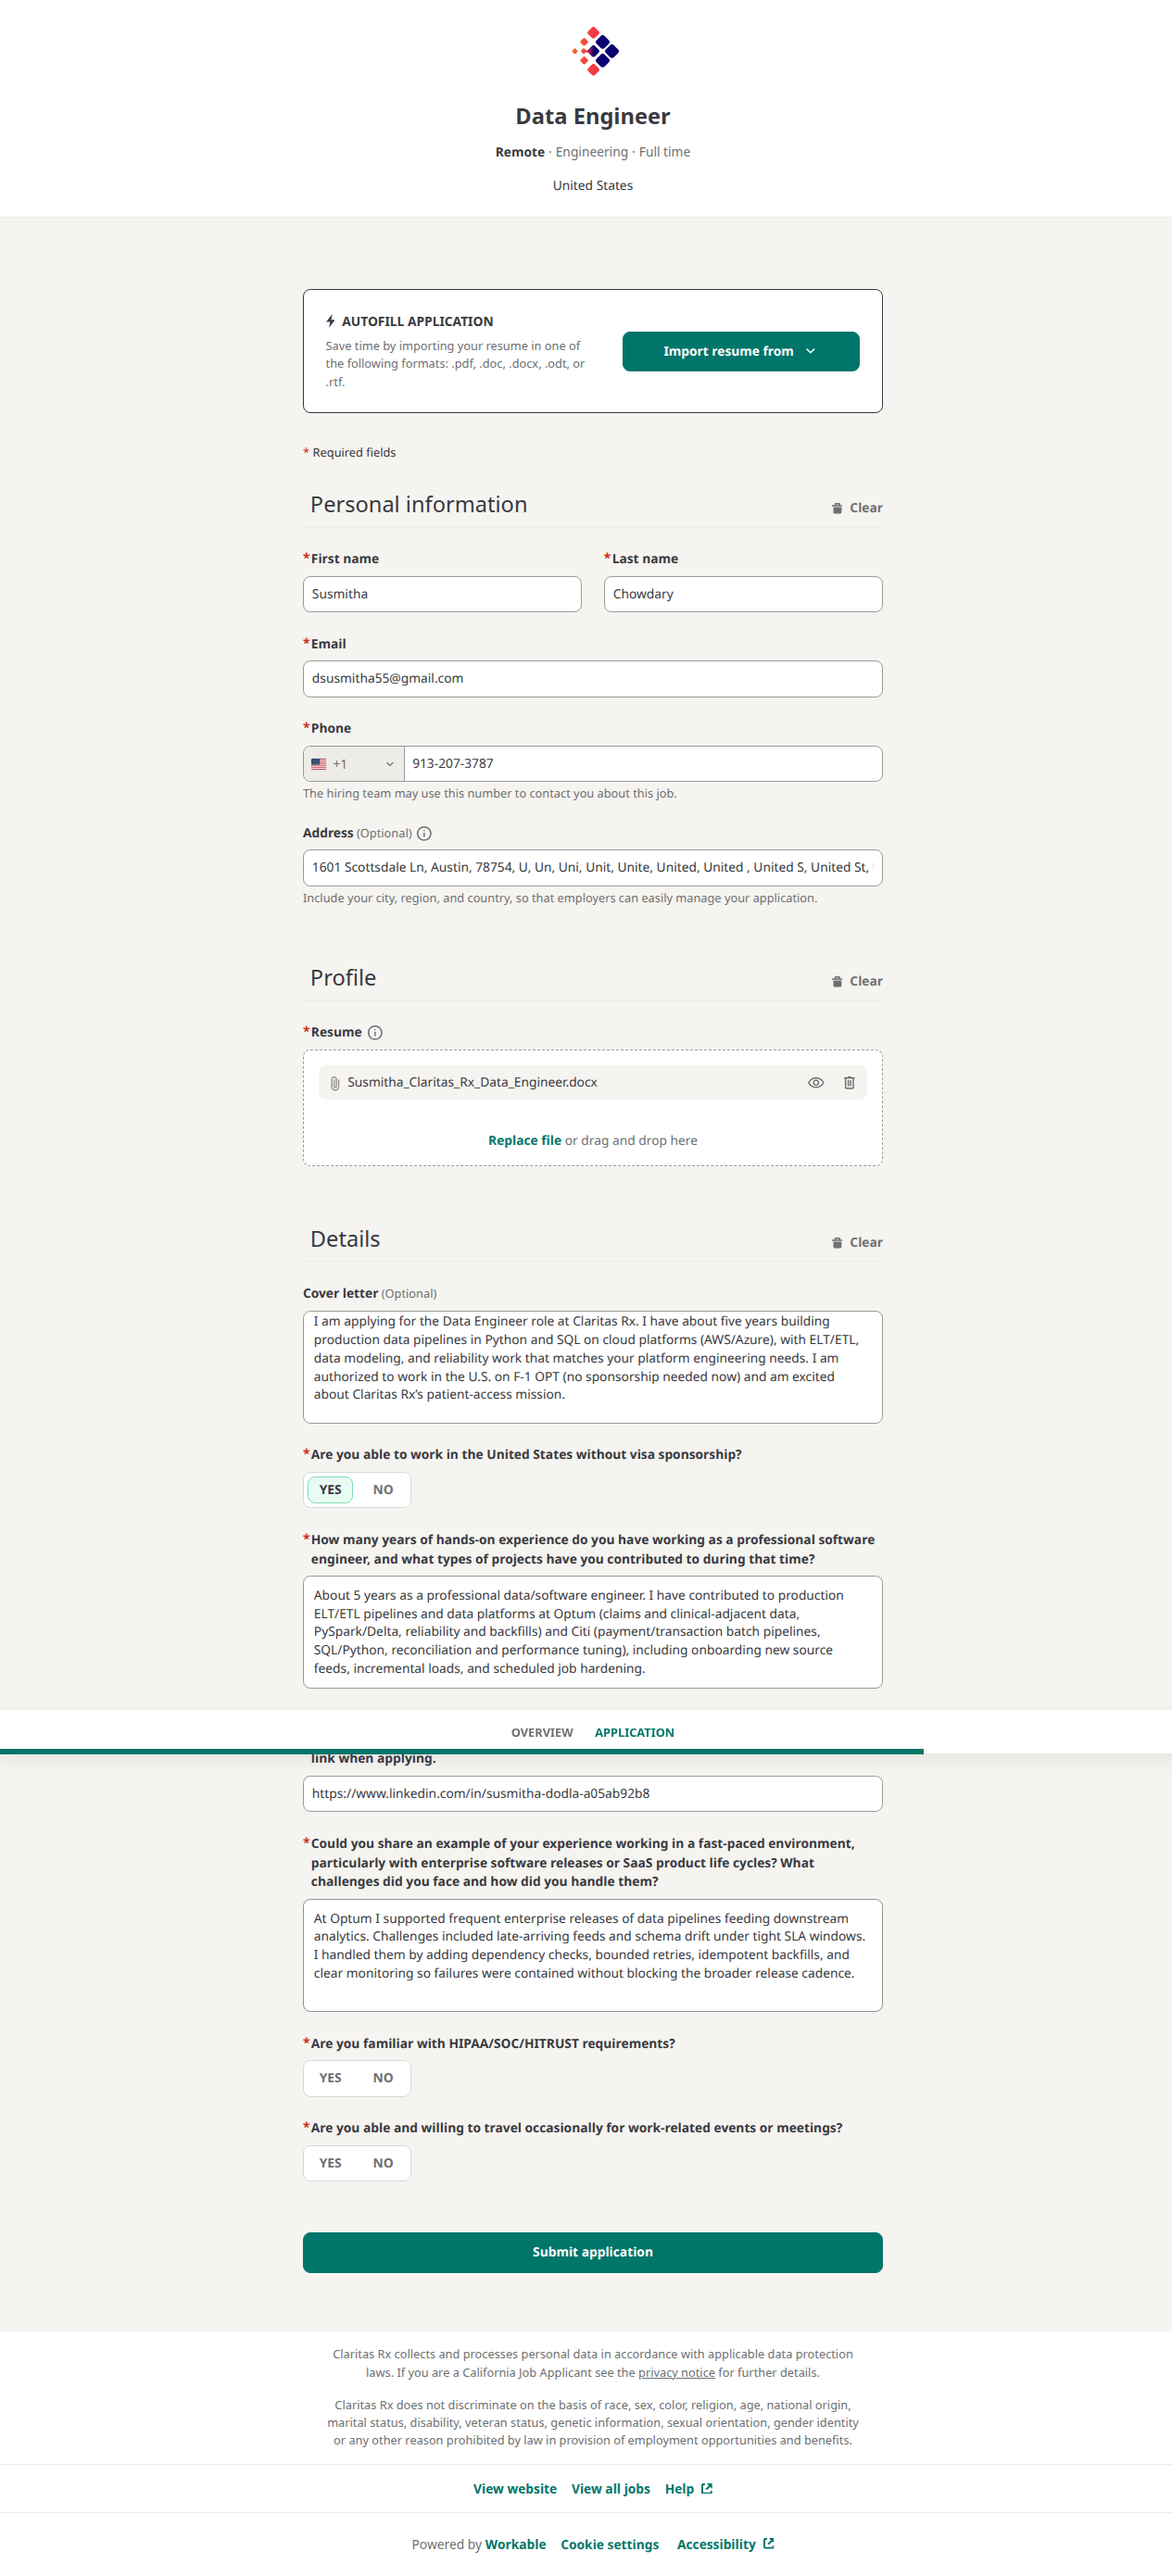 Data Engineer
Remote · Engineering · Full time
United States
AUTOFILL APPLICATION
Save time by importing your resume in one of
the following formats: .pdf, .doc, .docx, .odt, or
.rtf.
Import resume from
* Required fields
Personal information
Clear
*First name
*Last name
Susmitha
Chowdary
*Email
dsusmitha55@gmail.com
*Phone
+1
913-207-3787
The hiring team may use this number to contact you about this job.
Address (Optional)
1601 Scottsdale Ln, Austin, 78754, U, Un, Uni, Unit, Unite, United, United , United S, United St,
Include your city, region, and country, so that employers can easily manage your application.
Profile
Clear
*Resume
Susmitha_Claritas_Rx_Data_Engineer.docx
Replace file or drag and drop here
Details
Clear
Cover letter (Optional)
I am applying for the Data Engineer role at Claritas Rx. I have about five years building
production data pipelines in Python and SQL on cloud platforms (AWS/Azure), with ELT/ETL,
data modeling, and reliability work that matches your platform engineering needs. I am
authorized to work in the U.S. on F-1 OPT (no sponsorship needed now) and am excited
about Claritas Rx's patient-access mission.
*Are you able to work in the United States without visa sponsorship?
YES NO
*How many years of hands-on experience do you have working as a professional software
engineer, and what types of projects have you contributed to during that time?
About 5 years as a professional data/software engineer. I have contributed to production
ELT/ETL pipelines and data platforms at Optum (claims and clinical-adjacent data,
PySpark/Delta, reliability and backfills) and Citi (payment/transaction batch pipelines,
SQL/Python, reconciliation and performance tuning), including onboarding new source
feeds, incremental loads, and scheduled job hardening.
OVERVIEW APPLICATION
link when applying.
https://www.linkedin.com/in/susmitha-dodla-a05ab92b8
*Could you share an example of your experience working in a fast-paced environment,
particularly with enterprise software releases or SaaS product life cycles? What
challenges did you face and how did you handle them?
At Optum I supported frequent enterprise releases of data pipelines feeding downstream
analytics. Challenges included late-arriving feeds and schema drift under tight SLA windows.
I handled them by adding dependency checks, bounded retries, idempotent backfills, and
clear monitoring so failures were contained without blocking the broader release cadence.
*Are you familiar with HIPAA/SOC/HITRUST requirements?
YES NO
*Are you able and willing to travel occasionally for work-related events or meetings?
YES NO
Submit application
Claritas Rx collects and processes personal data in accordance with applicable data protection
laws. If you are a California Job Applicant see the privacy notice for further details.
Claritas Rx does not discriminate on the basis of race, sex, color, religion, age, national origin,
marital status, disability, veteran status, genetic information, sexual orientation, gender identity
or any other reason prohibited by law in provision of employment opportunities and benefits.
View website View all jobs Help
Powered by Workable Cookie settings Accessibility